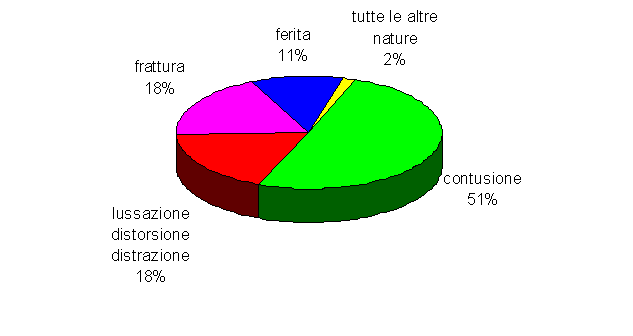 tutte le altre
nature
2%
ferita
11%
frattura
18%
contusione
51%
lussazione
distorsione
distrazione
18%